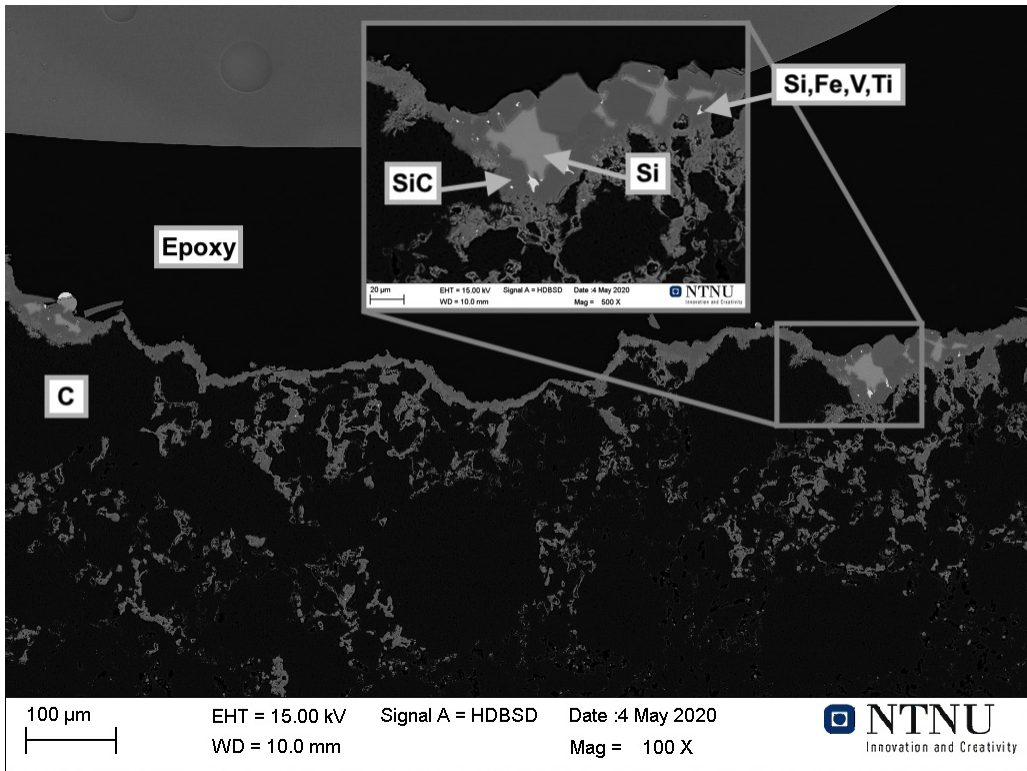 Si,Fe,V,Ti
SiC
Si
20 µm
EHT = 15.00 kV
Signal A = HDBSD
Date :4 May 2020
WD = 10.0 mm
Mag = 500 X
NTNU
Innovation and Creativity
Epoxy
C
100 µm
EHT = 15.00 kV
Signal A = HDBSD
Date :4 May 2020
WD = 10.0 mm
Mag = 100 X
NTNU
Innovation and Creativity